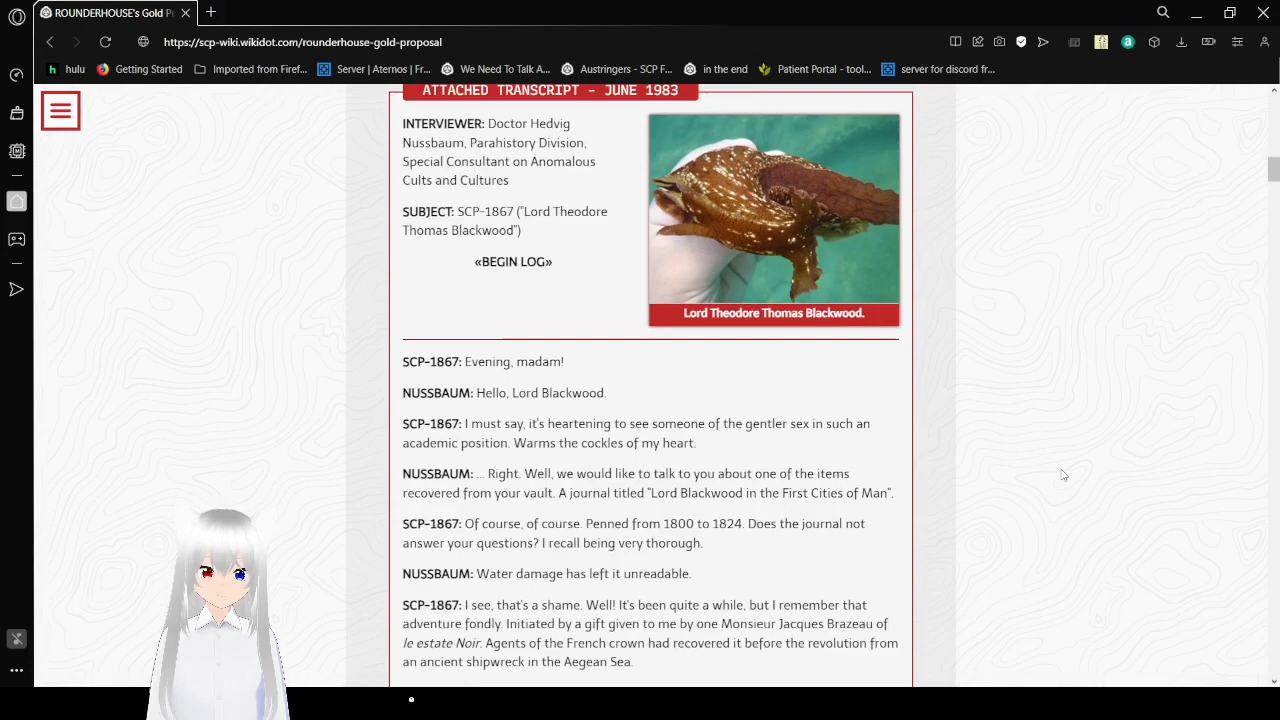 ROUNDERHOUSE's Gold P
https://scp-wiki.wikidot.com/rounderhouse-gold-proposal
hulu
Getting Started
Imported from Firef...
Server | Aternos | Fr...
We Need To Talk A...
Austringers - SCP F...
in the end
Patient Portal - tool...
server for discord fr...
ATTACHED TRANSCRIPT – JUNE 1983
INTERVIEWER: Doctor Hedvig
Nussbaum, Parahistory Division,
Special Consultant on Anomalous
Cults and Cultures
SUBJECT: SCP-1867 ("Lord Theodore
Thomas Blackwood")
«BEGIN LOG»
Lord Theodore Thomas Blackwood.
SCP-1867: Evening, madam!
NUSSBAUM: Hello, Lord Blackwood.
SCP-1867: I must say, it's heartening to see someone of the gentler sex in such an
academic position. Warms the cockles of my heart.
NUSSBAUM: ... Right. Well, we would like to talk to you about one of the items
recovered from your vault. A journal titled "Lord Blackwood in the First Cities of Man".
SCP-1867: Of course, of course. Penned from 1800 to 1824. Does the journal not
answer your questions? I recall being very thorough.
NUSSBAUM: Water damage has left it unreadable.
SCP-1867: I see, that's a shame. Well! It's been quite a while, but I remember that
adventure fondly. Initiated by a gift given to me by one Monsieur Jacques Brazeau of
le estate Noir. Agents of the French crown had recovered it before the revolution from
an ancient shipwreck in the Aegean Sea.